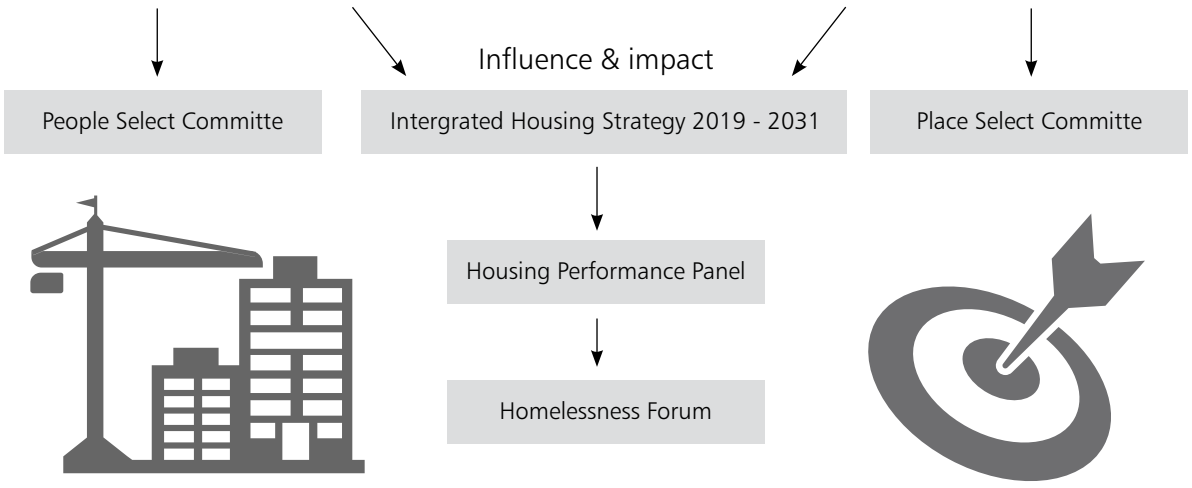 Influence & impact
People Select Committe
Intergrated Housing Strategy 2019 - 2031
Place Select Committe
Housing Performance Panel
Homelessness Forum